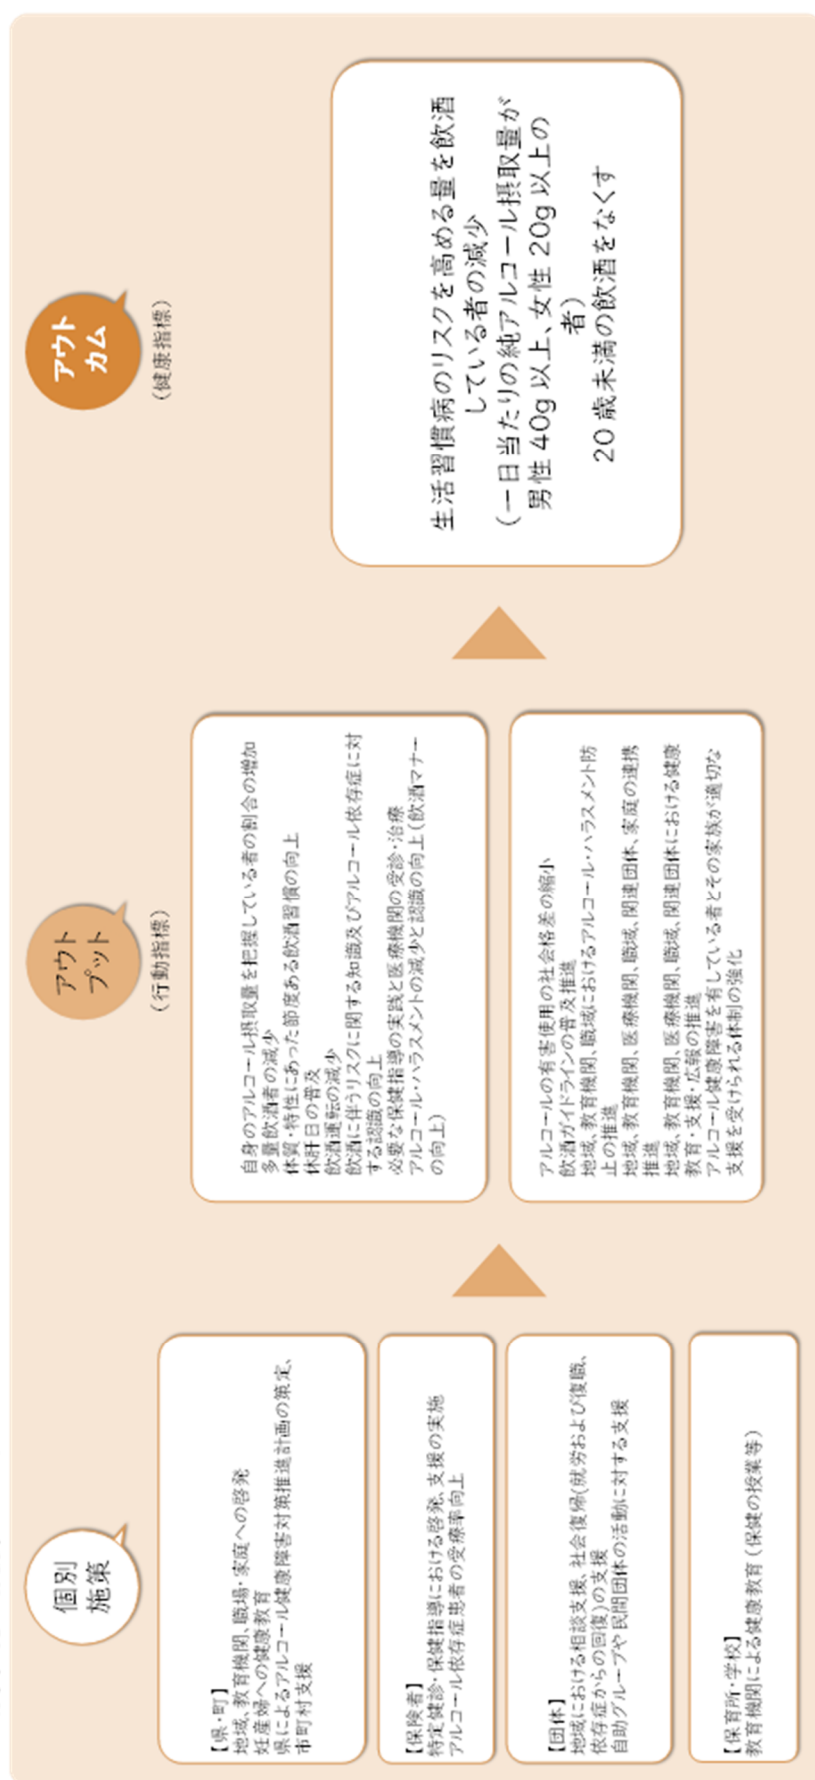 個別
施策
【県・町】
地域、教育機関、職場・家庭への啓発
妊産婦への健康教育
県によるアルコール健康障害対策推進計画の策定、
市町村支援
【保険者】
特定健診・保健指導における啓発、支援の実施
アルコール依存症患者の受療率向上
【団体】
地域における相談支援、社会復帰(就労および復職、
依存症からの回復)の支援
自助グループや民間団体の活動に対する支援
【保育所・学校】
教育機関による健康教育（保健の授業等）
アウト
プット
（行動指標）
自身のアルコール摂取量を把握している者の割合の増加
多量飲酒者の減少
体質・特性にあった節度ある飲酒習慣の向上
休肝日の普及
飲酒運転の減少
飲酒に伴うリスクに関する知識及びアルコール依存症に対
する認識の向上
必要な保健指導の実践と医療機関の受診・治療
アルコール・ハラスメントの減少と認識の向上（飲酒マナー
の向上）
アルコールの有害使用の社会格差の縮小
飲酒ガイドラインの普及推進
地域、教育機関、職域におけるアルコール・ハラスメント防
止の推進
地域、教育機関、医療機関、職域、関連団体、家庭の連携
推進
地域、教育機関、医療機関、職域、関連団体における健康
教育・支援・広報の推進
アルコール健康障害を有している者とその家族が適切な
支援を受けられる体制の強化
アウト
カム
（健康指標）
生活習慣病のリスクを高める量を飲酒
している者の減少
（一日当たりの純アルコール摂取量が
男性 40g 以上、女性 20g 以上の
者）
20 歳未満の飲酒をなくす